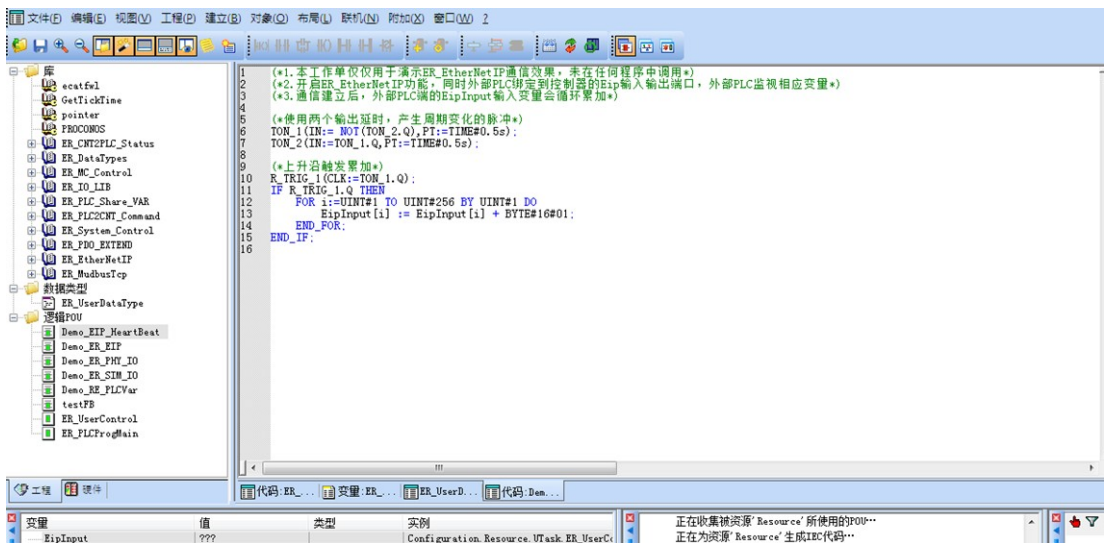 文件(F) 编辑(E) 视图(V) 工程(P) 建立(B) 对象(O) 布局(L) 联机(N) 附加(X) 窗口(W) ?
库
ecatfwl
GetTickTime
pointer
PROCONOS
ER_CNT2PLC_Status
ER_DataTypes
ER_MC_Control
ER_IO_LIB
ER_PLC_Share_VAR
ER_PLC2CNT_Command
ER_System_Control
ER_PDO_EXTEND
ER_EtherNetIP
ER_MudbusTcp
数据类型
ER_UserDataType
逻辑POU
Demo_EIP_HeartBeat
Demo_ER_EIP
Demo_ER_PHY_IO
Demo_ER_SIM_IO
Demo_RE_PLCVar
testFB
ER_UserControl
ER_PLCProgMain
工程 硬件
1 (*1.本工作单仅仅用于演示ER_EtherNetIP通信效果，未在任何程序中调用*)
2 (*2.开启ER_EtherNetIP功能，同时外部PLC绑定到控制器的Eip输入输出端口，外部PLC监视相应变量*)
3 (*3.通信建立后，外部PLC端的EipInput输入变量会循环累加*)
4
5 (*使用两个输出延时，产生周期变化的脉冲*)
6 TON_1(IN:= NOT(TON_2.Q),PT:=TIME#0.5s);
7 TON_2(IN:=TON_1.Q,PT:=TIME#0.5s);
8
9 (*上升沿触发累加*)
10 R_TRIG_1(CLK:=TON_1.Q);
11 IF R_TRIG_1.Q THEN
12 FOR i:=UINT#1 TO UINT#256 BY UINT#1 DO
13 EipInput[i] := EipInput[i] + BYTE#16#01;
14 END_FOR;
15 END_IF;
16
代码:ER_... 变量:ER_... ER_UserD... 代码:Dem...
变量 值 类型 实例
EipInput ??? Configuration.Resource.UTask.ER_UserCo
正在收集被资源'Resource'所使用的POU…
正在为资源'Resource'生成IEC代码…